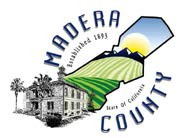 MADERA
Established 1893
COUNTY
State Of California